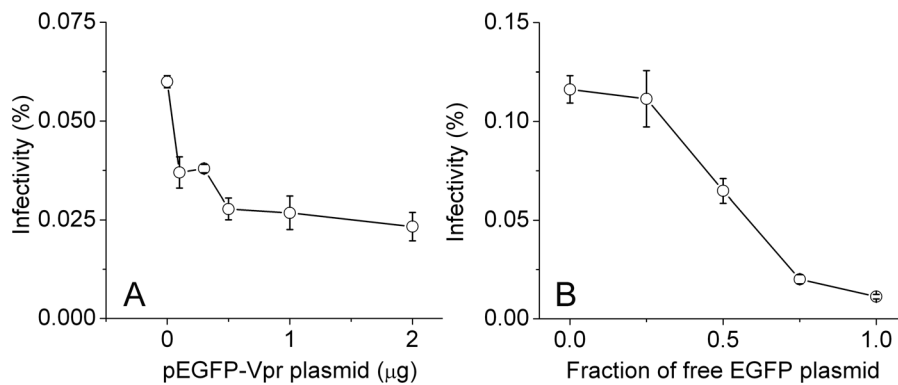 0.075
0.050
0.025
0.000
Infectivity (%)
A
0
1
2
pEGFP-Vpr plasmid (μg)
0.15
0.10
0.05
0.00
Infectivity (%)
B
0.0
0.5
1.0
Fraction of free EGFP plasmid